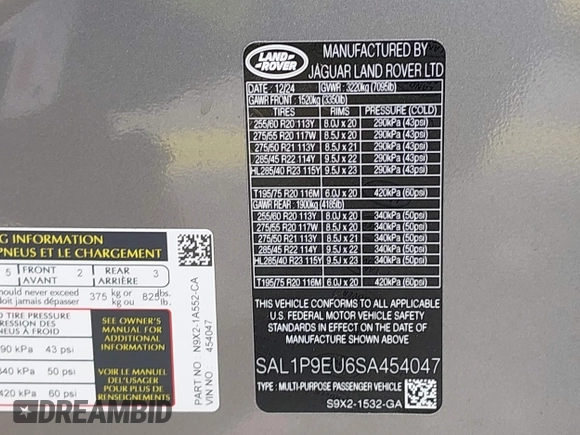 LAND
ROVER
MANUFACTURED BY
JAGUAR LAND ROVER LTD
DATE : 12/24 GVWR : 3220kg (7095lb)
GAWR FRONT : 1520kg (3350lb)
TIRES RIMS PRESSURE (COLD)
255/60 R20 113Y 8.0J x 20 290kPa (43psi)
275/55 R20 117W 8.5J x 20 290kPa (43psi)
275/50 R21 113Y 8.5J x 21 290kPa (43psi)
285/45 R22 114Y 9.5J x 22 290kPa (43psi)
HL285/40 R23 115Y 9.5J x 23 290kPa (43psi)
T195/75 R20 116M 6.0J x 20 420kPa (60psi)
GAWR REAR : 1900kg (4185lb)
255/60 R20 113Y 8.0J x 20 340kPa (50psi)
275/55 R20 117W 8.5J x 20 340kPa (50psi)
275/50 R21 113Y 8.5J x 21 340kPa (50psi)
285/45 R22 114Y 9.5J x 22 340kPa (50psi)
HL285/40 R23 115Y 9.5J x 23 340kPa (50psi)
T195/75 R20 116M 6.0J x 20 420kPa (60psi)
THIS VEHICLE CONFORMS TO ALL APPLICABLE
U.S. FEDERAL MOTOR VEHICLE SAFETY
STANDARDS IN EFFECT ON THE DATE OF
MANUFACTURE SHOWN ABOVE
SAL1P9EU6SA454047
TYPE : MULTI-PURPOSE PASSENGER VEHICLE
S9X2-1532-GA
G INFORMATION
PNEUS ET LE CHARGEMENT
5 FRONT AVANT 2 REAR ARRIÈRE 3
ould never exceed 375 kg or 825 lbs.
doit jamais dépasser kg ou lb.
TIRE PRESSURE
RESSION DES
NEUS À FROID
90 kPa 43 psi
340 kPa 50 psi
420 kPa 60 psi
SEE OWNER'S
MANUAL FOR
ADDITIONAL
INFORMATION
VOIR LE MANUEL
DE L'USAGER
POUR PLUS DE
RENSEIGNEMENTS
N9X2-1A552-CA
VIN NO 454047
DREAMBID